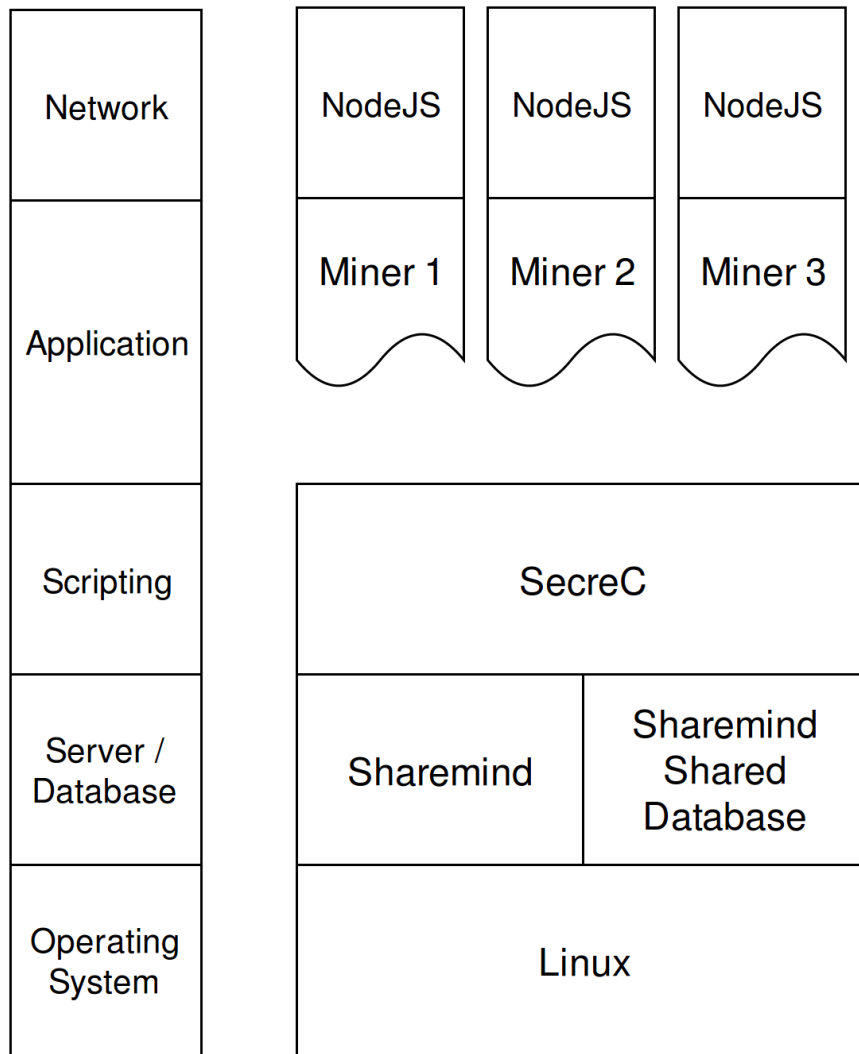 Network
NodeJS
NodeJS
NodeJS
Application
Miner 1
Miner 2
Miner 3
Scripting
SecreC
Server /
Database
Sharemind
Sharemind
Shared
Database
Operating
System
Linux